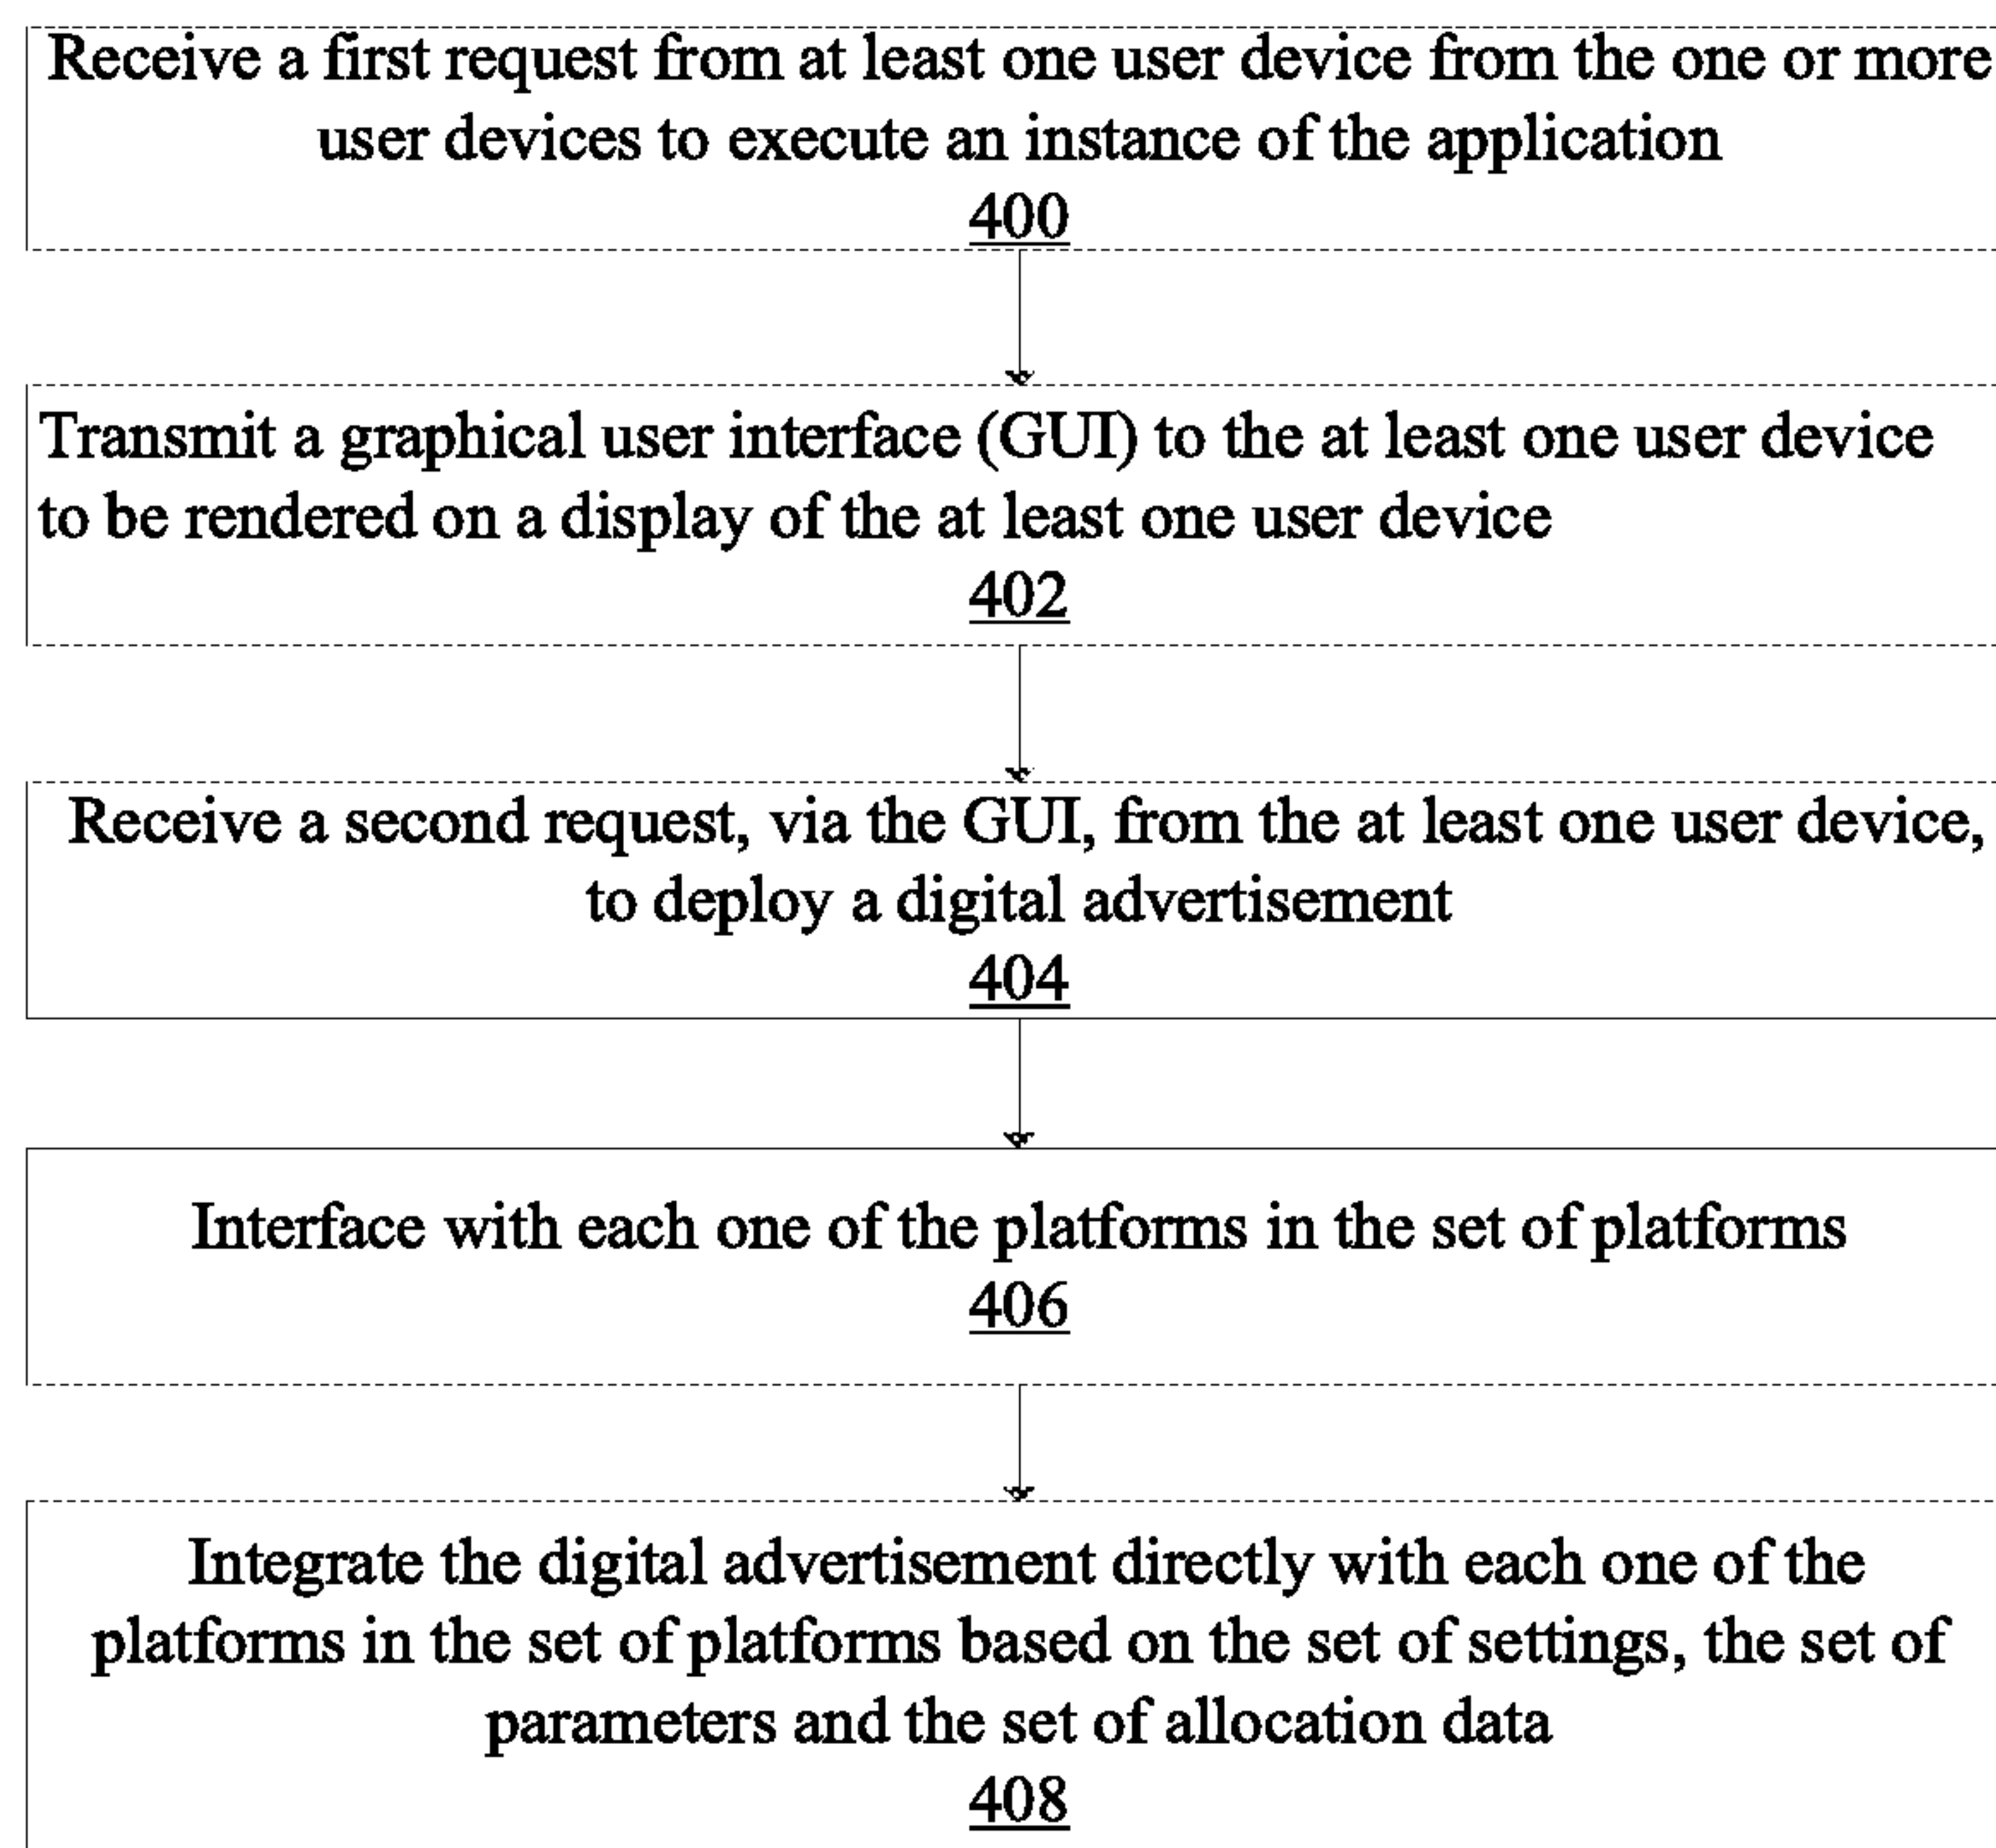 Receive a first request from at least one user device from the one or more
user devices to execute an instance of the application
400
Transmit a graphical user interface (GUI) to the at least one user device
to be rendered on a display of the at least one user device
402
Receive a second request, via the GUI, from the at least one user device,
to deploy a digital advertisement
404
Interface with each one of the platforms in the set of platforms
406
Integrate the digital advertisement directly with each one of the
platforms in the set of platforms based on the set of settings, the set of
parameters and the set of allocation data
408